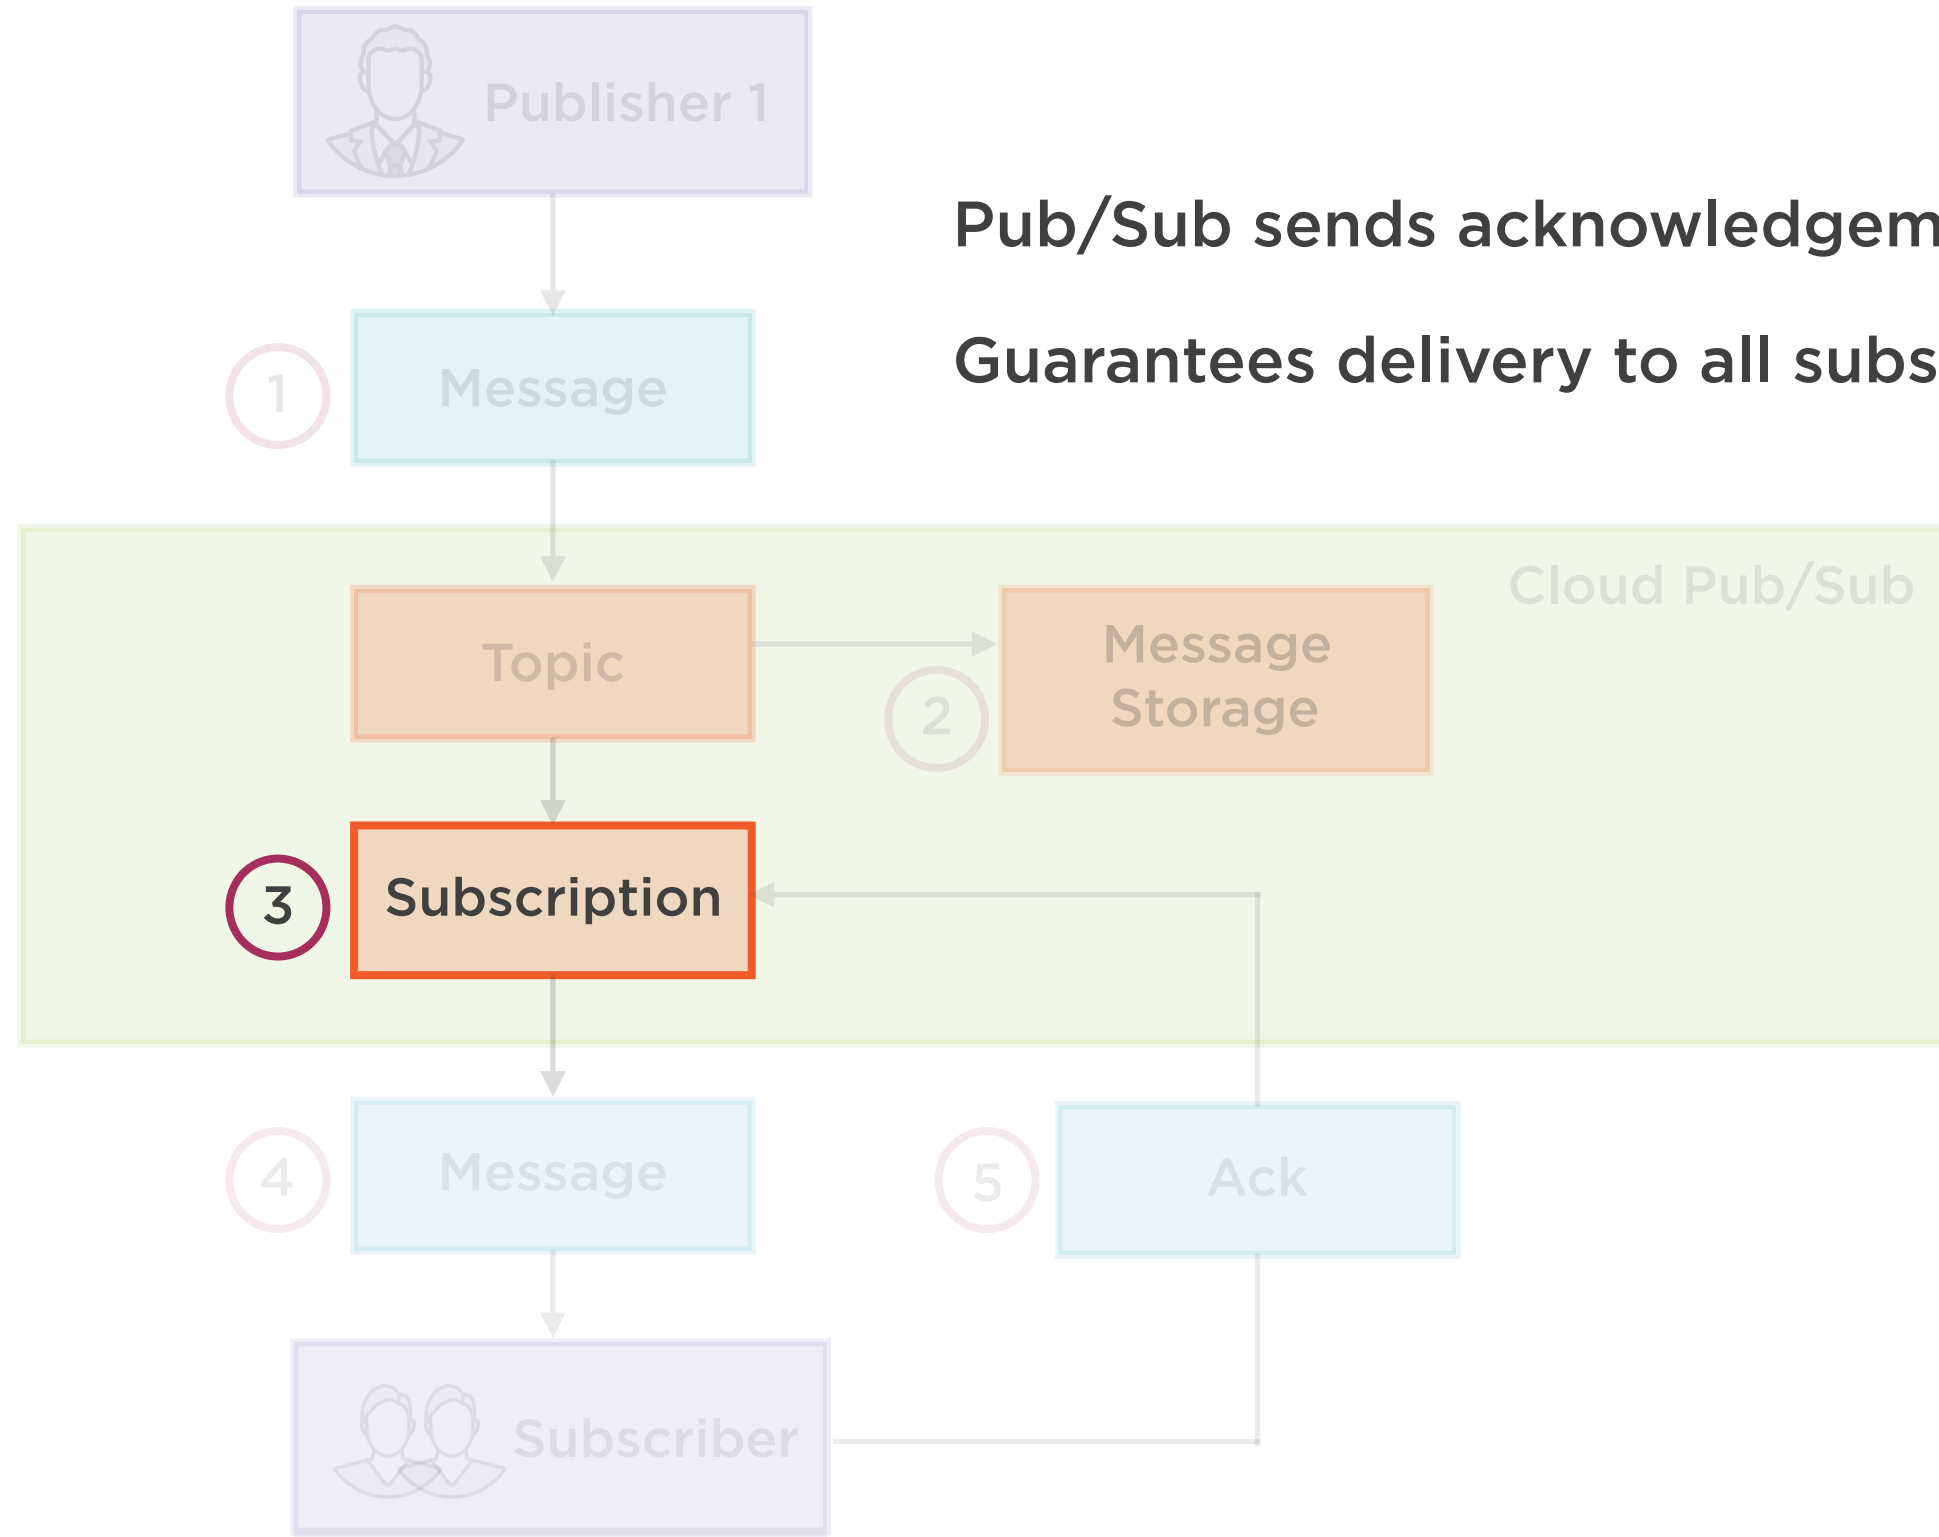 Publisher 1
Pub/Sub sends acknowledgem
Guarantees delivery to all subs
1
Message
Cloud Pub/Sub
Topic
2
Message
Storage
3
Subscription
4
Message
5
Ack
Subscriber